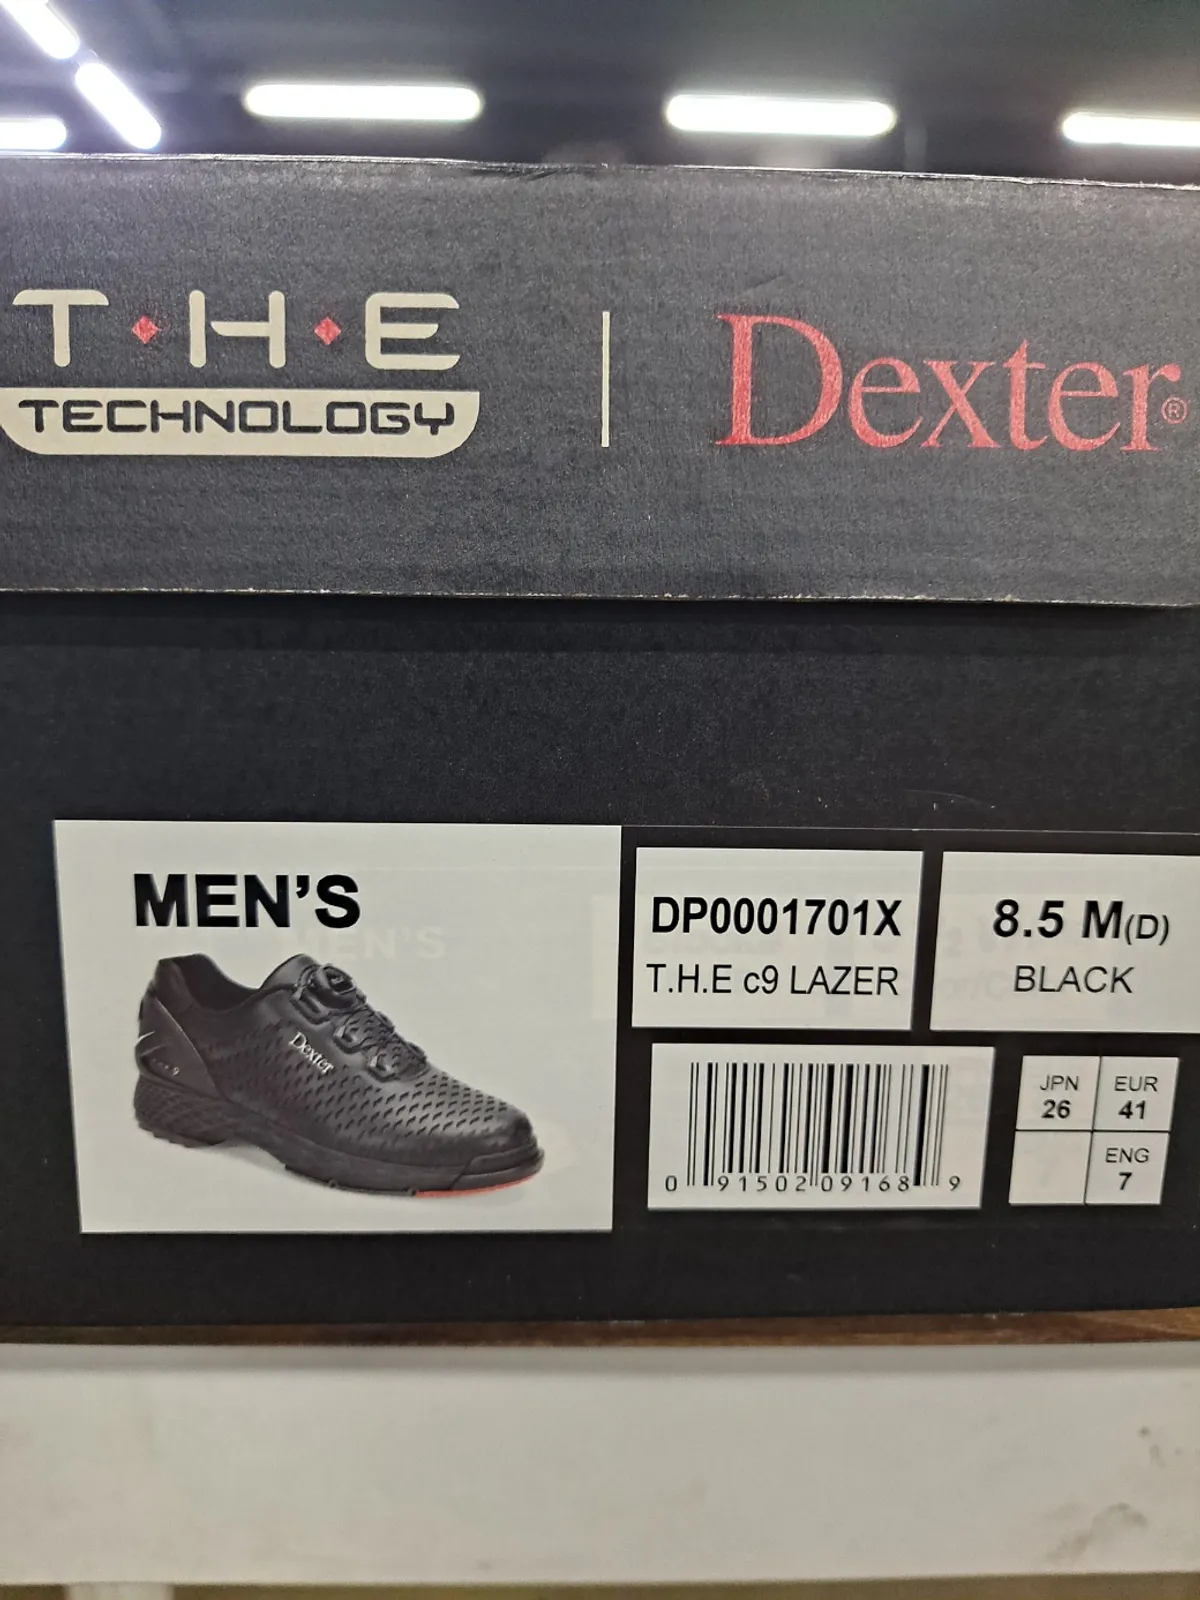 T·H·E
TECHNOLOGY
Dexter®
MEN'S
Dexter
9
DP0001701X
T.H.E c9 LAZER
8.5 M(D)
BLACK
0 91502 09168 9
JPN
26
EUR
41
ENG
7